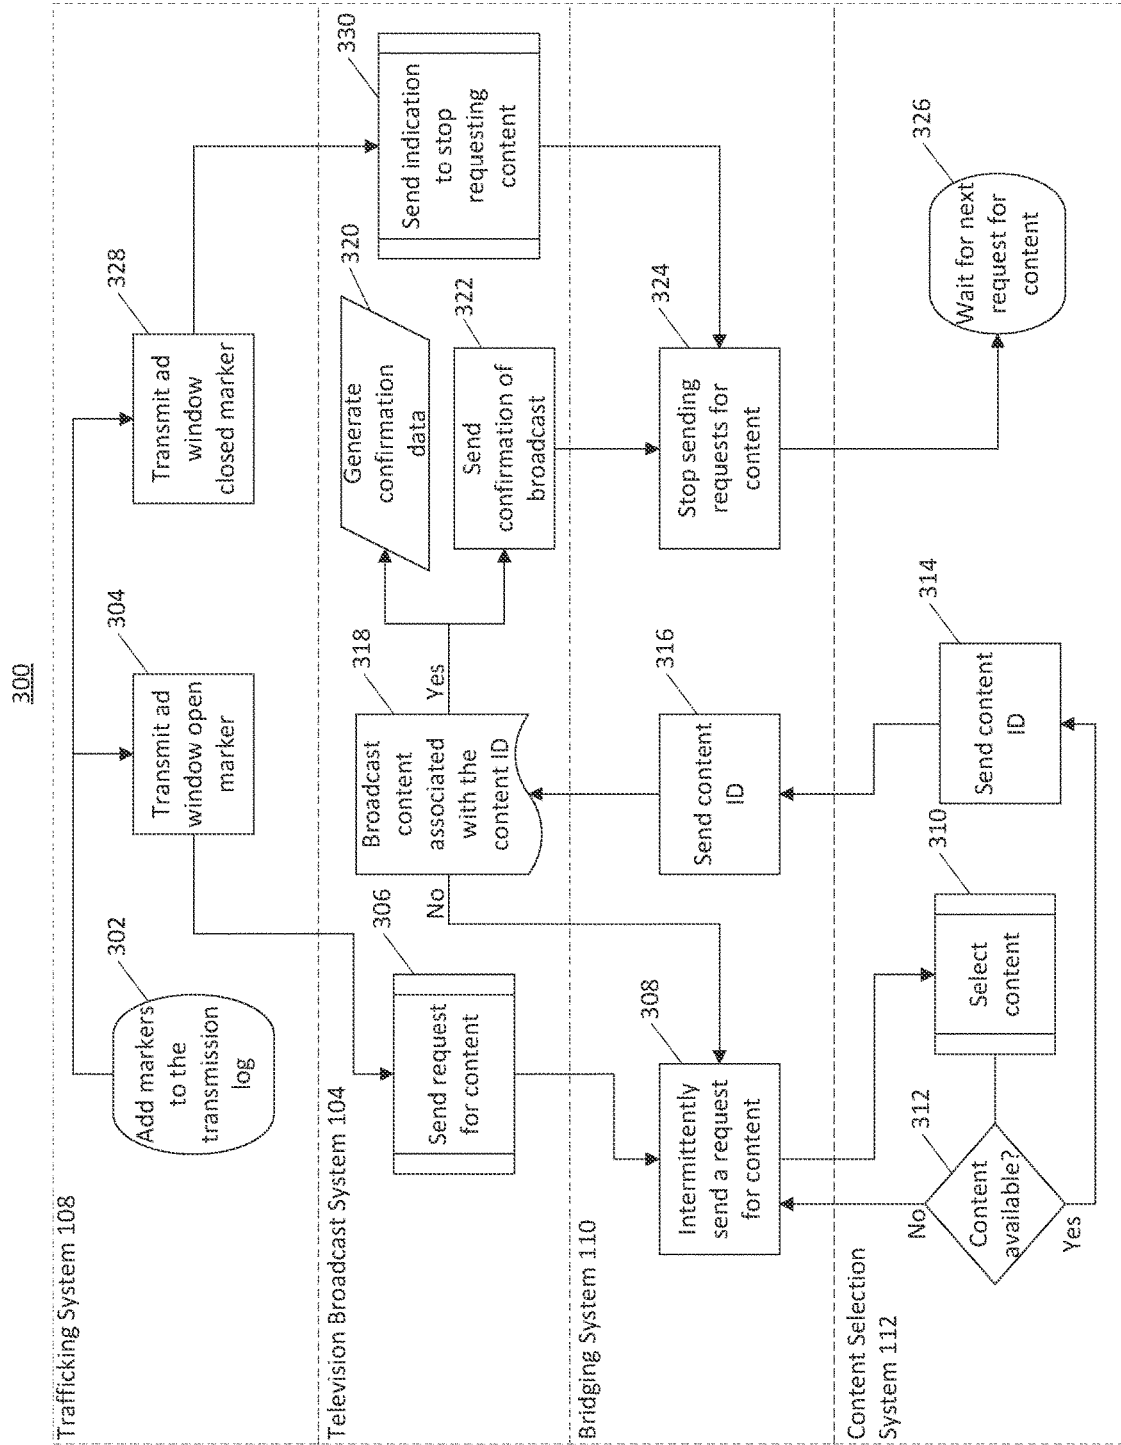 300
Trafficking System 108
Add markers
to the
transmission
log
302
Transmit ad
window open
marker
304
Transmit ad
window
closed marker
328
Television Broadcast System 104
Send request
for content
306
Broadcast
content
associated
with the
content ID
318
No
Yes
Generate
confirmation
data
320
Send
confirmation of
broadcast
322
Send indication
to stop
requesting
content
330
Bridging System 110
Intermittently
send a request
for content
308
Send content
ID
316
Stop sending
requests for
content
324
Content Selection
System 112
Content
available?
312
No
Yes
Select
content
310
Send content
ID
314
Wait for next
request for
content
326